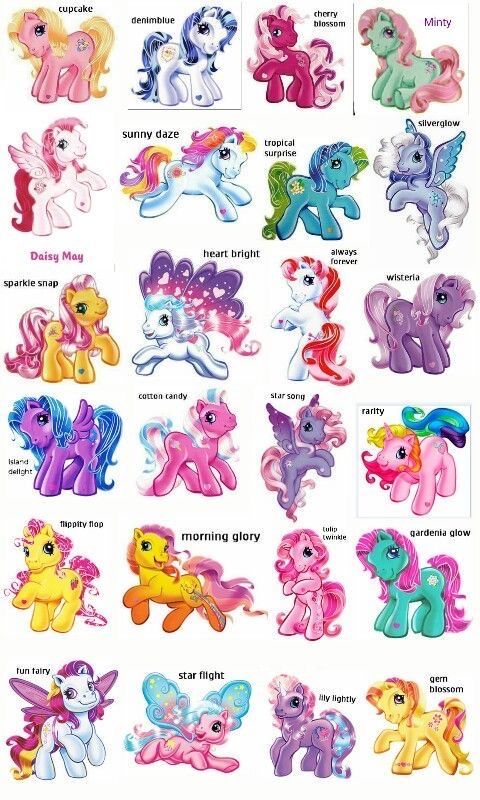 cupcake
denimblue
cherry
blossom
Minty
sunny daze
tropical
surprise
silverglow
Daisy May
heart bright
always
forever
sparkle snap
wisteria
island
delight
cotton candy
star song
rarity
flippity flop
morning glory
tulip
twinkle
gardenia glow
fun fairy
star flight
lily lightly
gem
blossom